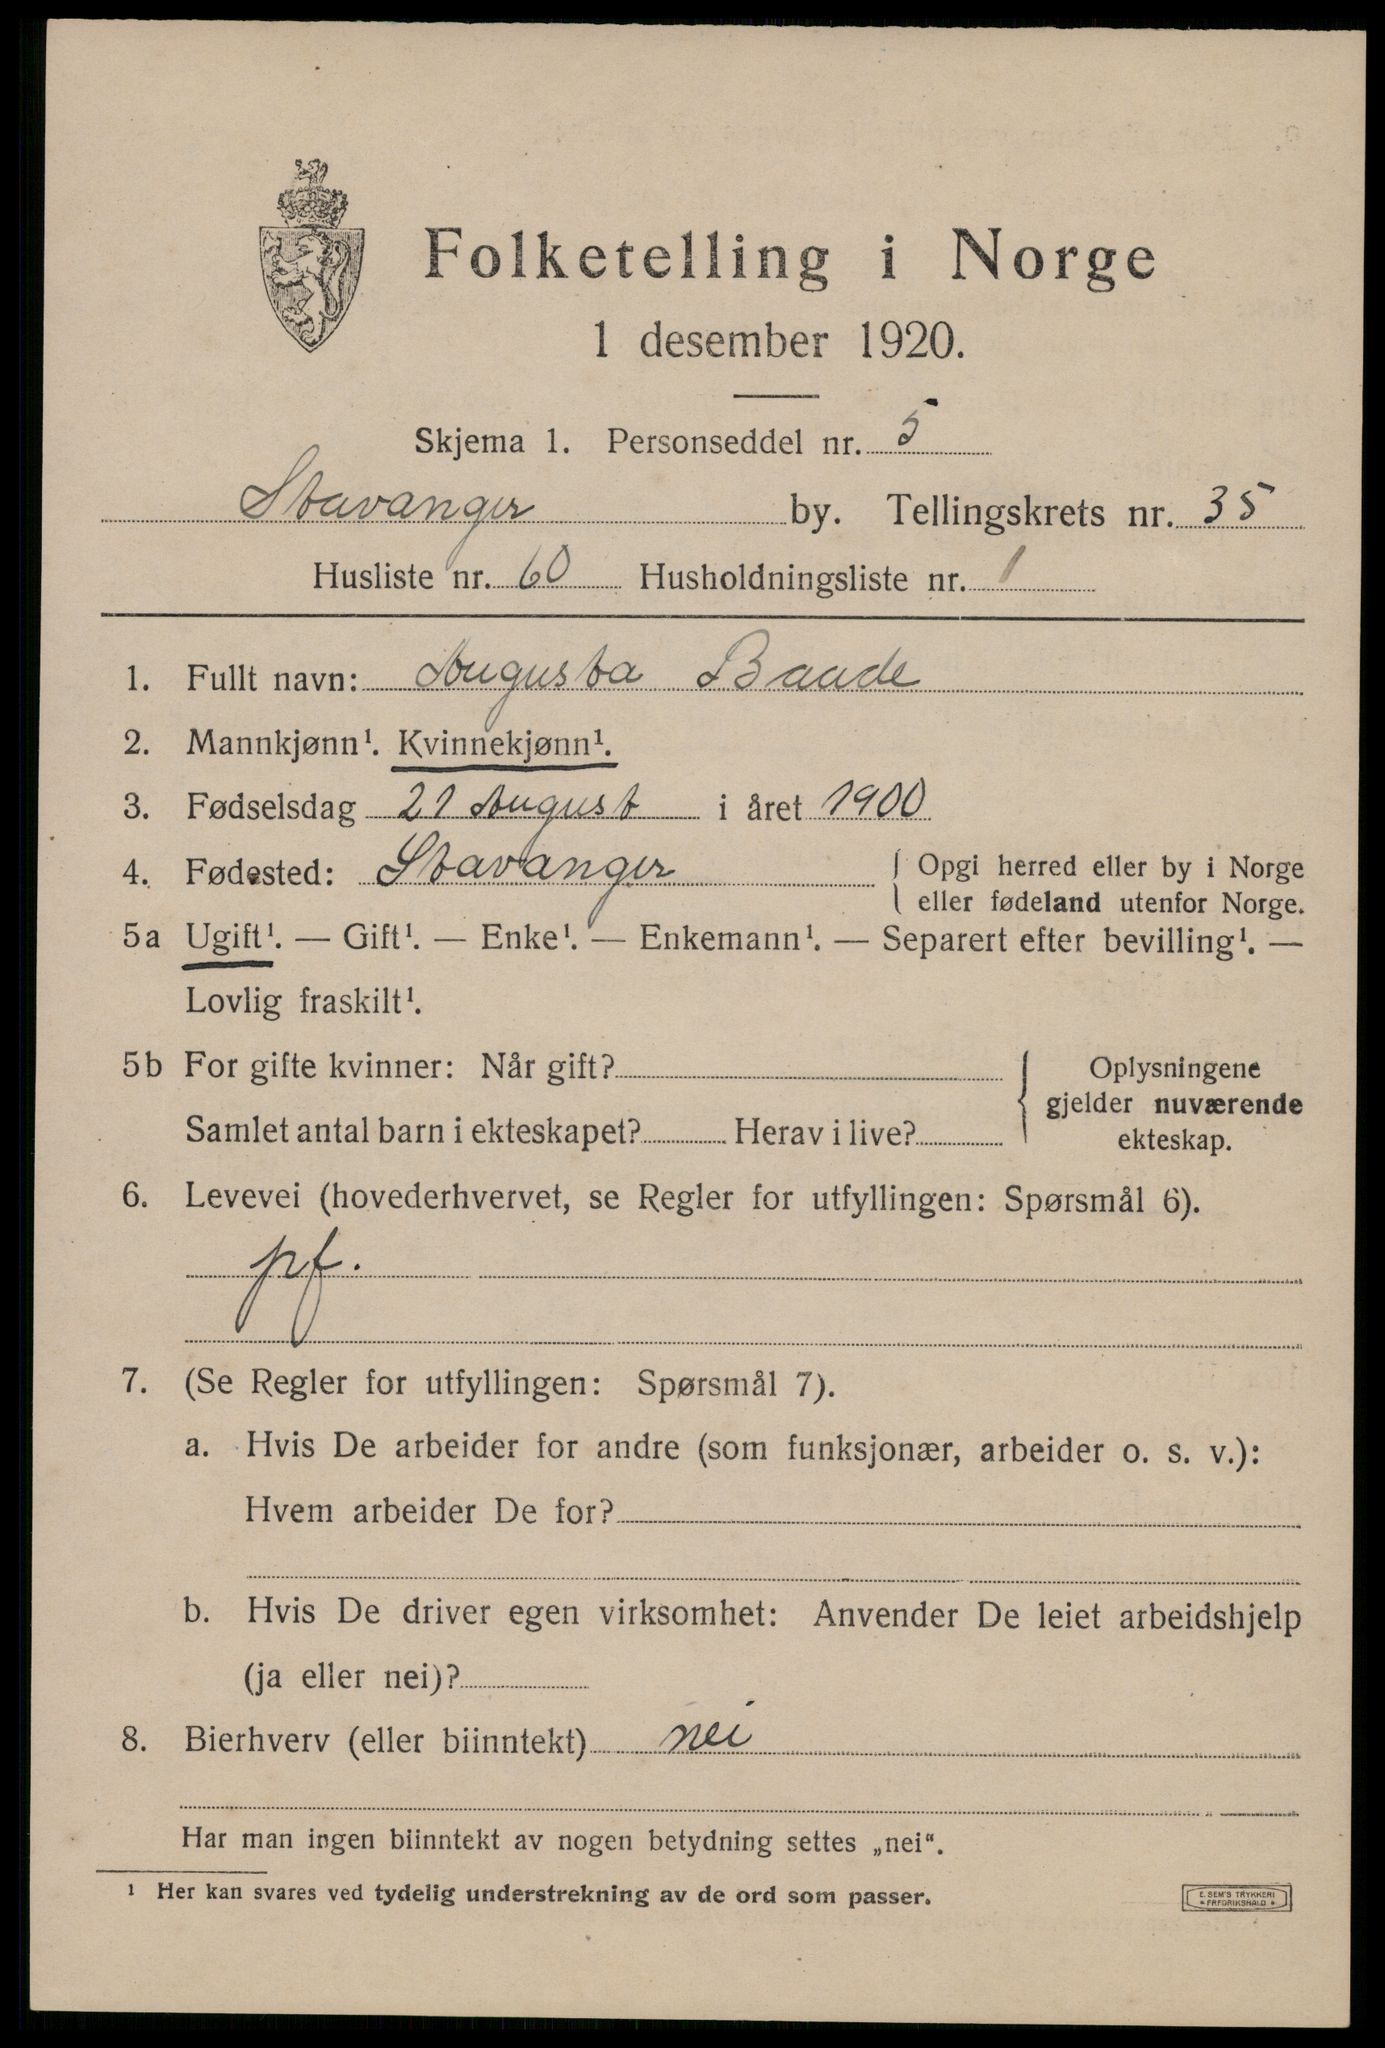 Folketelling i Norge
1 desember 1920.
Skjema 1. Personseddel nr. 5
Stavanger by. Tellingskrets nr. 35
Husliste nr. 60 Husholdningsliste nr. 1
1. Fullt navn: Augusta Baade
2. Mannkjønn¹. Kvinnekjønn¹.
3. Fødselsdag 21 August i året 1900
4. Fødested: Stavanger { Opgi herred eller by i Norge
eller fødeland utenfor Norge.
5a Ugift¹. — Gift¹. — Enke¹. — Enkemann¹. — Separert efter bevilling¹. —
Lovlig fraskilt¹.
5b For gifte kvinner: Når gift?
Samlet antal barn i ekteskapet? Herav i live?
{ Oplysningene
gjelder nuværende
ekteskap.
6. Levevei (hovederhvervet, se Regler for utfyllingen: Spørsmål 6).
pf.
7. (Se Regler for utfyllingen: Spørsmål 7).
a. Hvis De arbeider for andre (som funksjonær, arbeider o. s. v.):
Hvem arbeider De for?
b. Hvis De driver egen virksomhet: Anvender De leiet arbeidshjelp
(ja eller nei)?
8. Bierhverv (eller biinntekt) nei
Har man ingen biinntekt av nogen betydning settes „nei“.
¹ Her kan svares ved tydelig understrekning av de ord som passer.
E. SEM'S TRYKKERI
* FREDRIKSHALD *